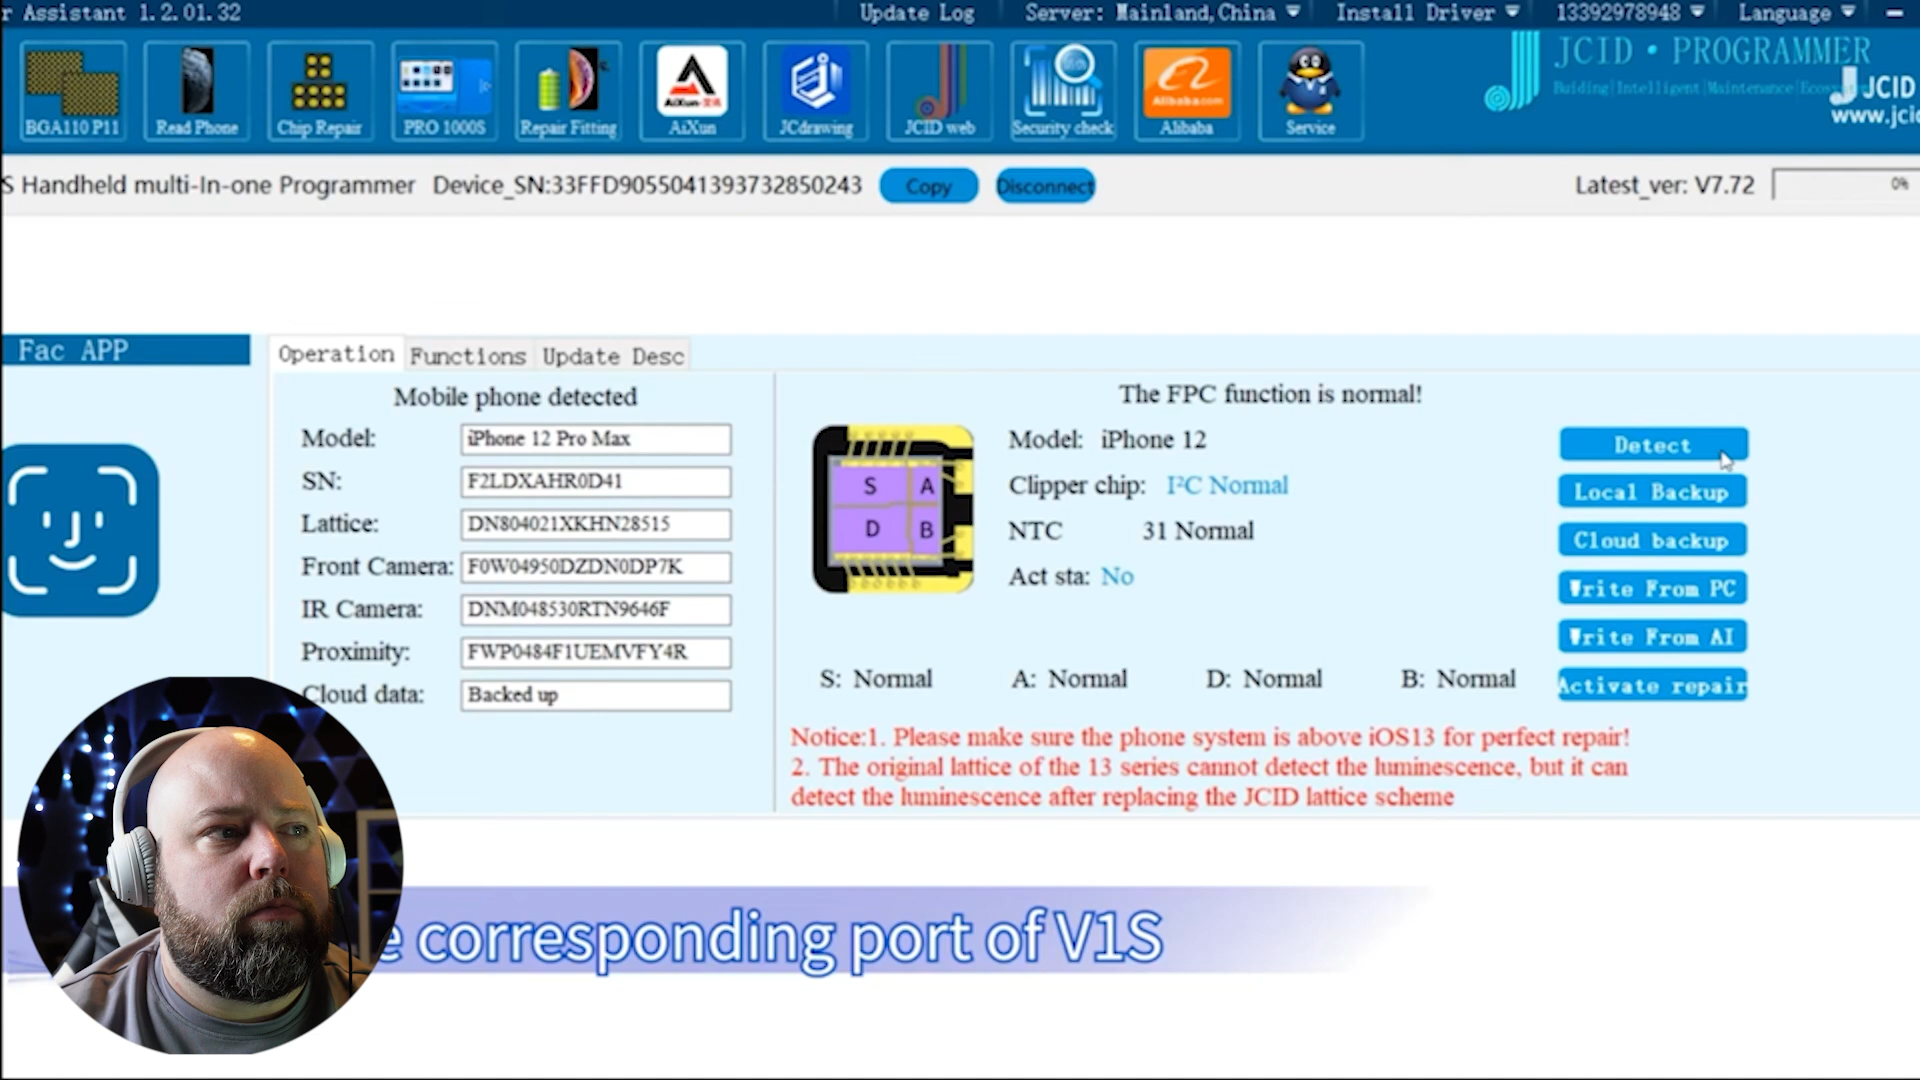 r Assistant 1.2.01.32
Update Log
Server: Mainland,China
Install Driver
13392978948
Language
BGA110 P11
Read Phone
Chip Repair
PRO 1000S
Repair Fitting
AiXun
JCdrawing
JCID web
Security check
Alibaba.com
Alibaba
Service
JCID • PROGRAMMER
Buiding|Intelligent|Maintenance|Ecosy
JCID
www.jcid
S Handheld multi-In-one Programmer
Device_SN:33FFD9055041393732850243
Copy
Disconnect
Latest_ver: V7.72
0%
Fac APP
Operation
Functions
Update Desc
Mobile phone detected
Model: iPhone 12 Pro Max
SN: F2LDXAHR0D41
Lattice: DN804021XKHN28515
Front Camera: F0W04950DZDN0DP7K
IR Camera: DNM048530RTN9646F
Proximity: FWP0484F1UEMVFY4R
Cloud data: Backed up
The FPC function is normal!
S A
D B
Model: iPhone 12
Clipper chip: I²C Normal
NTC 31 Normal
Act sta: No
S: Normal
A: Normal
D: Normal
B: Normal
Detect
Local Backup
Cloud backup
Write From PC
Write From AI
Activate repair
Notice:1. Please make sure the phone system is above iOS13 for perfect repair!
2. The original lattice of the 13 series cannot detect the luminescence, but it can
detect the luminescence after replacing the JCID lattice scheme
e corresponding port of V1S